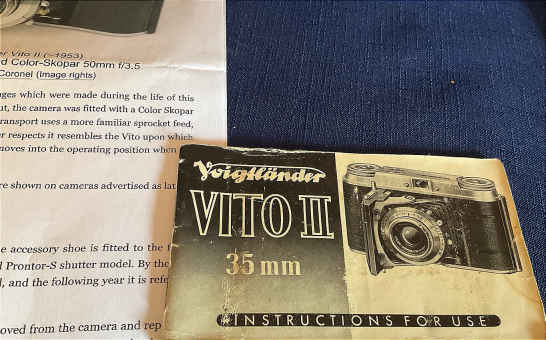 er Vito II (~1953)
d Color-Skopar 50mm f/3.5
Coronel (Image rights)
ges which were made during the life of this
ut, the camera was fitted with a Color Skopar
ransport uses a more familiar sprocket feed,
er respects it resembles the Vito upon which
moves into the operating position when
re shown on cameras advertised as lat
e accessory shoe is fitted to the
l Prontor-S shutter model. By the
l, and the following year it is refe
oved from the camera and rep
Voigtländer
VITO II
35 mm
INSTRUCTIONS FOR USE